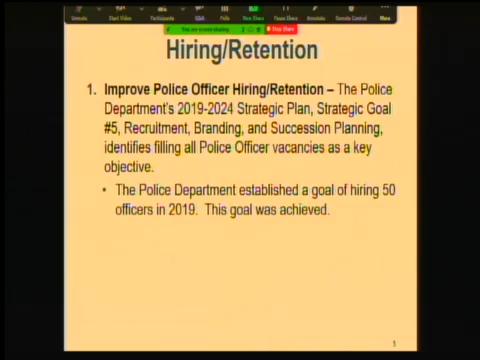 Unmute Start Video Participants Q&A Polls New Share Pause Share Annotate Remote Control More
You are screen sharing Stop Share
Hiring/Retention
1. Improve Police Officer Hiring/Retention – The Police
Department's 2019-2024 Strategic Plan, Strategic Goal
#5, Recruitment, Branding, and Succession Planning,
identifies filling all Police Officer vacancies as a key
objective.
• The Police Department established a goal of hiring 50
officers in 2019. This goal was achieved.